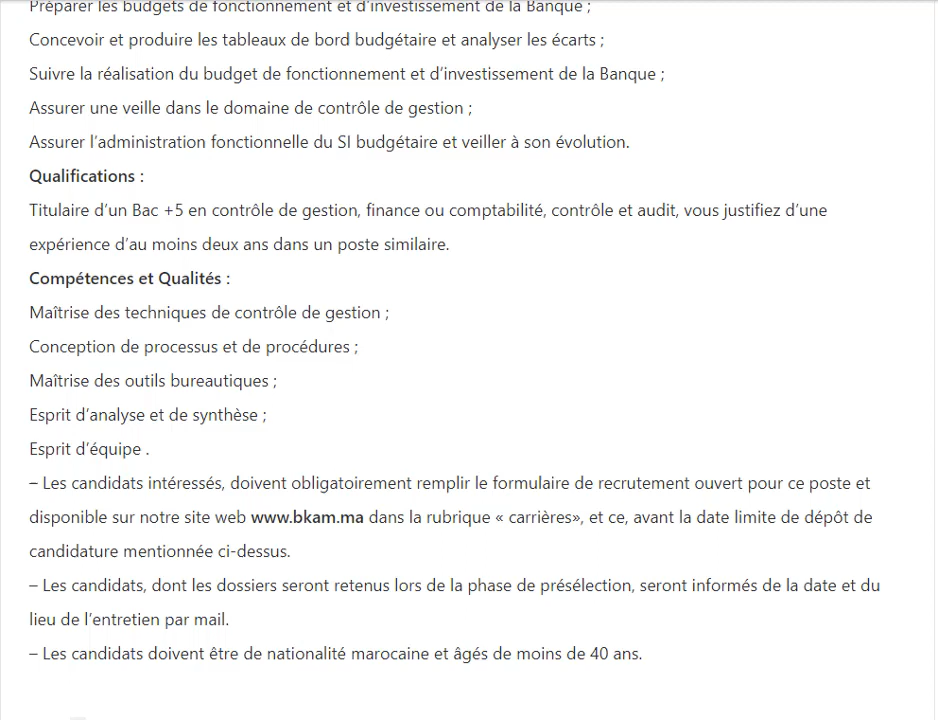 Préparer les budgets de fonctionnement et d’investissement de la Banque ;
Concevoir et produire les tableaux de bord budgétaire et analyser les écarts ;
Suivre la réalisation du budget de fonctionnement et d’investissement de la Banque ;
Assurer une veille dans le domaine de contrôle de gestion ;
Assurer l’administration fonctionnelle du SI budgétaire et veiller à son évolution.
Qualifications :
Titulaire d’un Bac +5 en contrôle de gestion, finance ou comptabilité, contrôle et audit, vous justifiez d’une
expérience d’au moins deux ans dans un poste similaire.
Compétences et Qualités :
Maîtrise des techniques de contrôle de gestion ;
Conception de processus et de procédures ;
Maîtrise des outils bureautiques ;
Esprit d’analyse et de synthèse ;
Esprit d’équipe .
– Les candidats intéressés, doivent obligatoirement remplir le formulaire de recrutement ouvert pour ce poste et
disponible sur notre site web www.bkam.ma dans la rubrique « carrières», et ce, avant la date limite de dépôt de
candidature mentionnée ci-dessus.
– Les candidats, dont les dossiers seront retenus lors de la phase de présélection, seront informés de la date et du
lieu de l’entretien par mail.
– Les candidats doivent être de nationalité marocaine et âgés de moins de 40 ans.